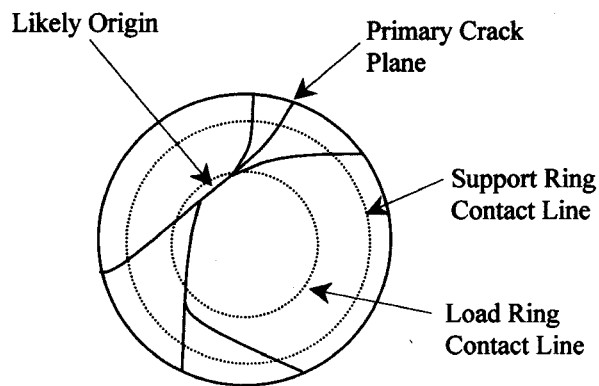 Likely Origin
Primary Crack
Plane
Support Ring
Contact Line
Load Ring
Contact Line